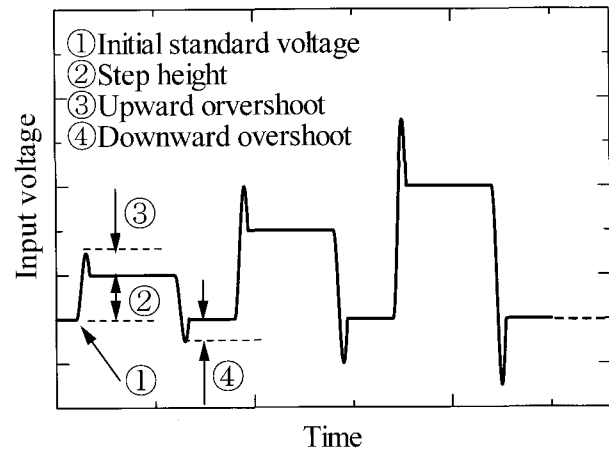 ①Initial standard voltage
②Step height
③Upward orvershoot
④Downward overshoot
Input voltage
③
②
①
④
Time